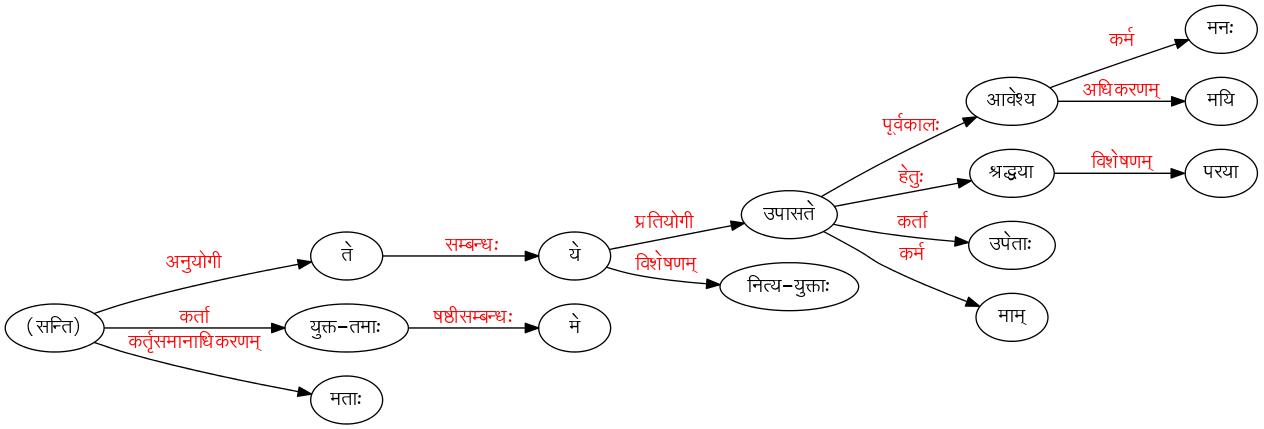 मनः
कर्म
अधिकरणम्
मयि
आवेश्य
पूर्वकालः
विशेषणम्
परया
हेतुः
श्रद्धया
उपासते
कर्ता
उपेताः
प्रतियोगी
कर्म
सम्बन्धः
ते
ये
अनुयोगी
विशेषणम्
नित्य-युक्ताः
माम्
(सन्ति)
कर्ता
युक्त-तमाः
षष्ठीसम्बन्धः
मे
कर्तृसमानाधिकरणम्
मताः